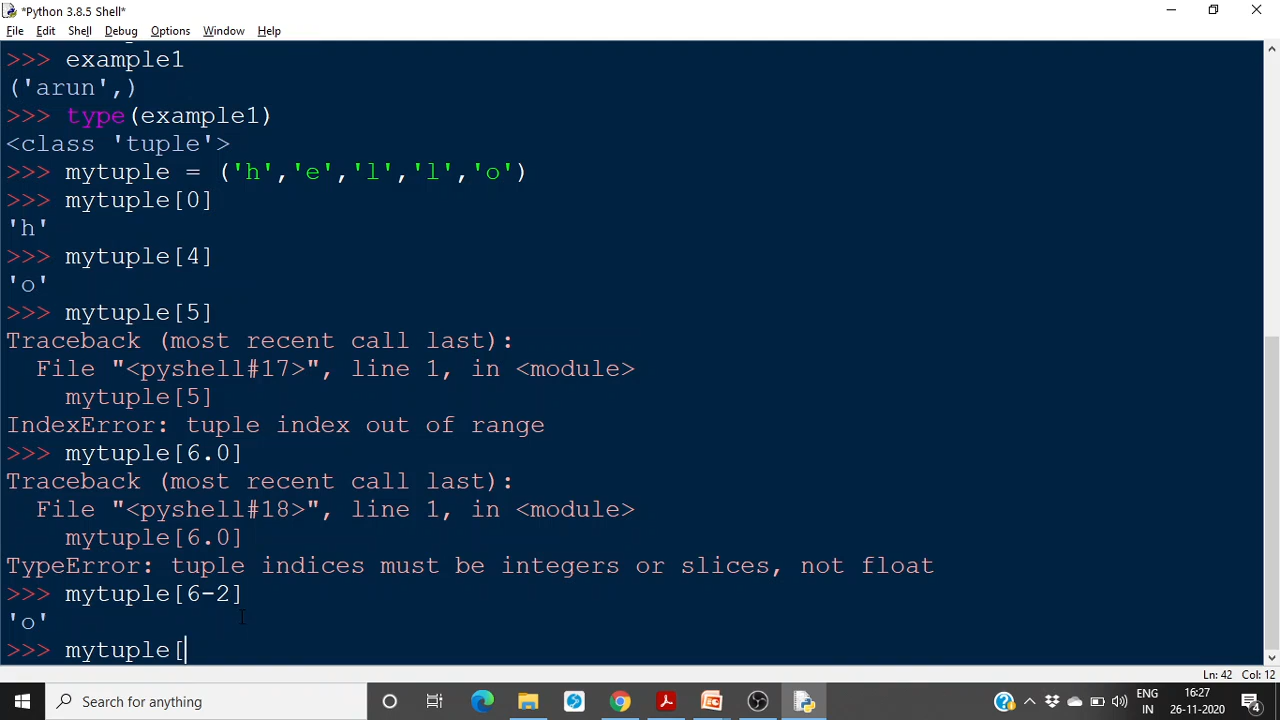 *Python 3.8.5 Shell*
File Edit Shell Debug Options Window Help
>>> example1
('arun',)
>>> type(example1)
<class 'tuple'>
>>> mytuple = ('h','e','l','l','o')
>>> mytuple[0]
'h'
>>> mytuple[4]
'o'
>>> mytuple[5]
Traceback (most recent call last):
  File "<pyshell#17>", line 1, in <module>
    mytuple[5]
IndexError: tuple index out of range
>>> mytuple[6.0]
Traceback (most recent call last):
  File "<pyshell#18>", line 1, in <module>
    mytuple[6.0]
TypeError: tuple indices must be integers or slices, not float
>>> mytuple[6-2]
'o'
>>> mytuple[
Ln: 42 Col: 12
Search for anything
ENG
IN
16:27
26-11-2020
4